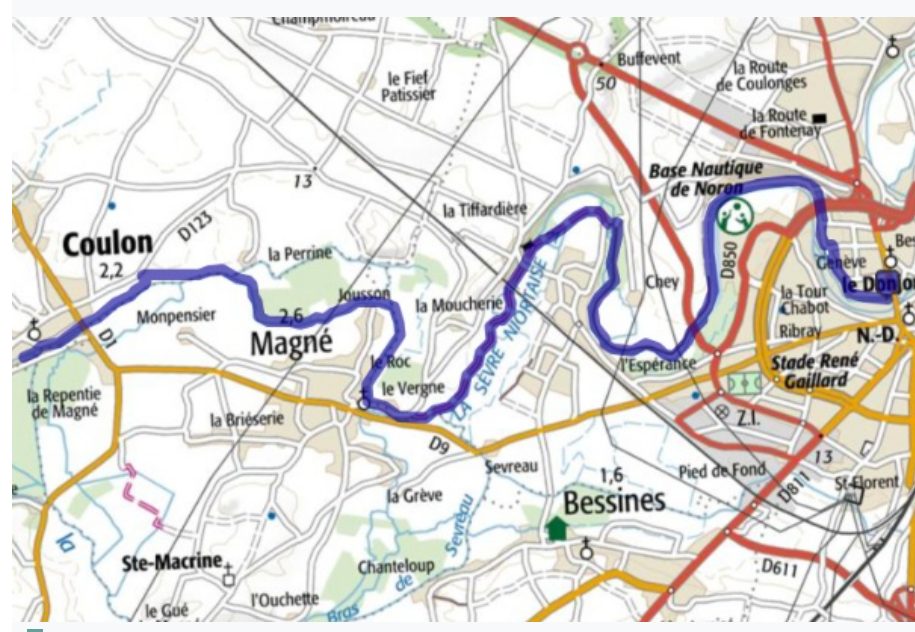 Champmoireau
Buffevent
50
la Route
de Coulonges
le Fief
Patissier
la Route
de Fontenay
13
Base Nautique
de Noron
la Tiffardière
D123
Coulon
2,2
la Perrine
Bes
Genève
le Donjon
D850
Chey
Jousson
la Moucherie
la Tour
Chabot
Monpensier
2,6
Magné
D1
LA SÈVRE NIORTAISE
Ribray
N.-D.
le Roc
l'Espérance
Stade René
Gaillard
le Vergne
la Repentie
de Magné
la Briéserie
Z.I.
D9
13
Sevreau
Pied de Fond
1,6
Bessines
D811
St-Florent
la Grève
la
Sevreau
de
Bras
Ste-Macrine
Chanteloup
D611
l'Ouchette
le Gué